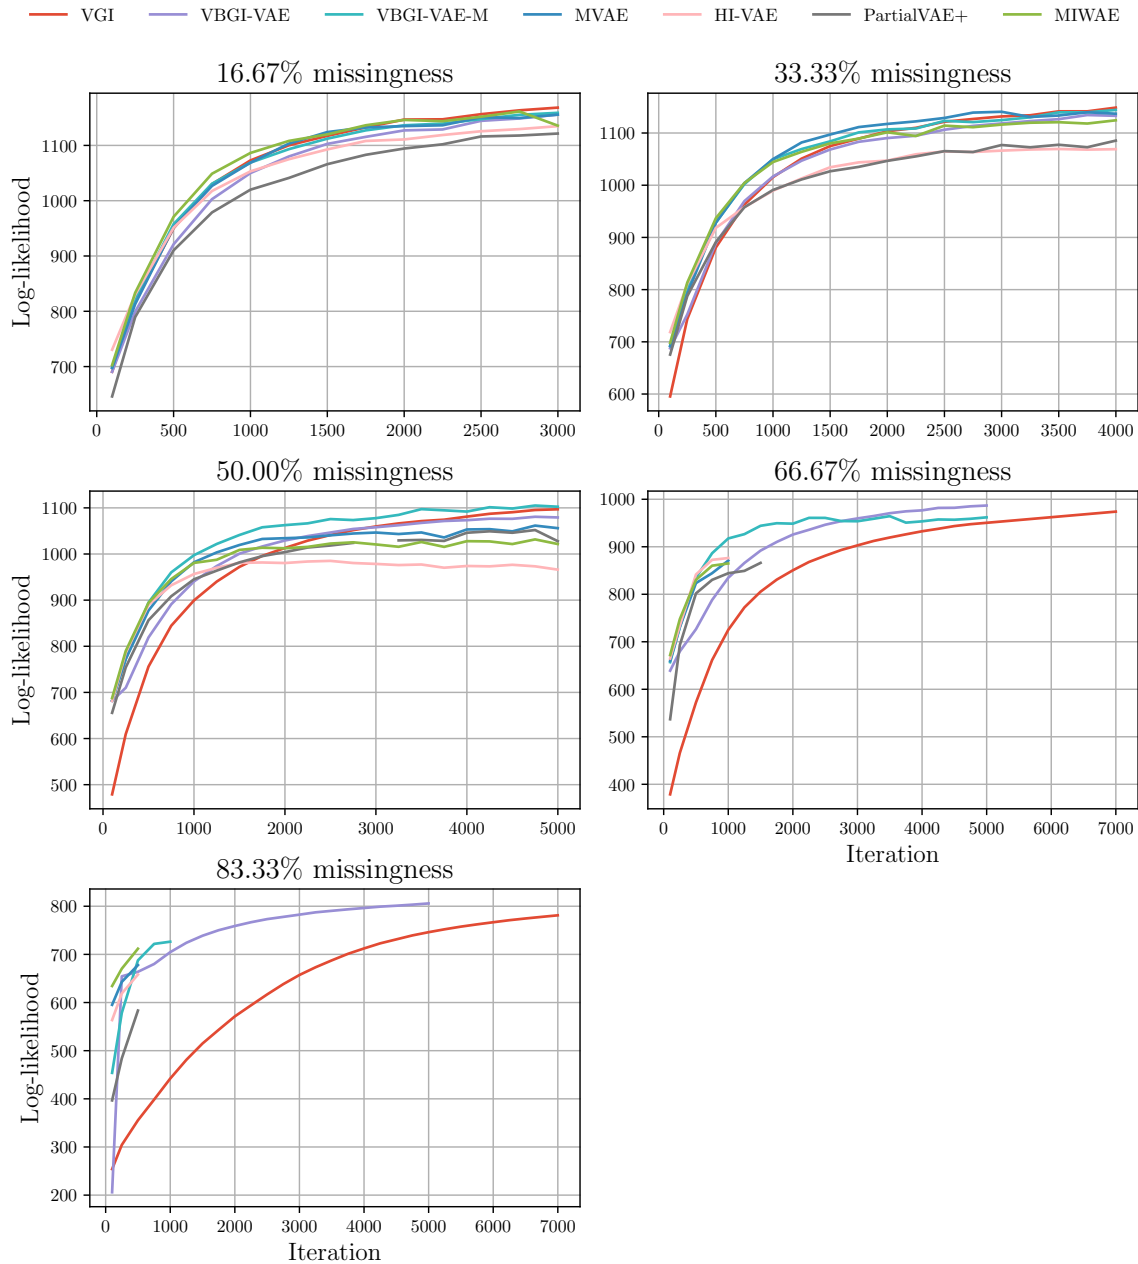 VGI VBGI-VAE VBGI-VAE-M MVAE HI-VAE PartialVAE+ MIWAE
16.67% missingness
33.33% missingness
Log-likelihood
1100
1000
900
800
700
0 500 1000 1500 2000 2500 3000
1100
1000
900
800
700
600
0 500 1000 1500 2000 2500 3000 3500 4000
50.00% missingness
66.67% missingness
Log-likelihood
1100
1000
900
800
700
600
500
0 1000 2000 3000 4000 5000
1000
900
800
700
600
500
400
0 1000 2000 3000 4000 5000 6000 7000
Iteration
83.33% missingness
Log-likelihood
800
700
600
500
400
300
200
0 1000 2000 3000 4000 5000 6000 7000
Iteration